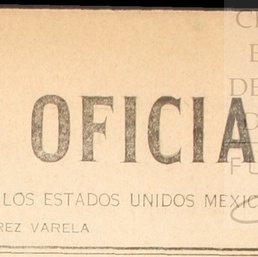 OFICIA
LOS ESTADOS UNIDOS MEXIC
REZ VARELA